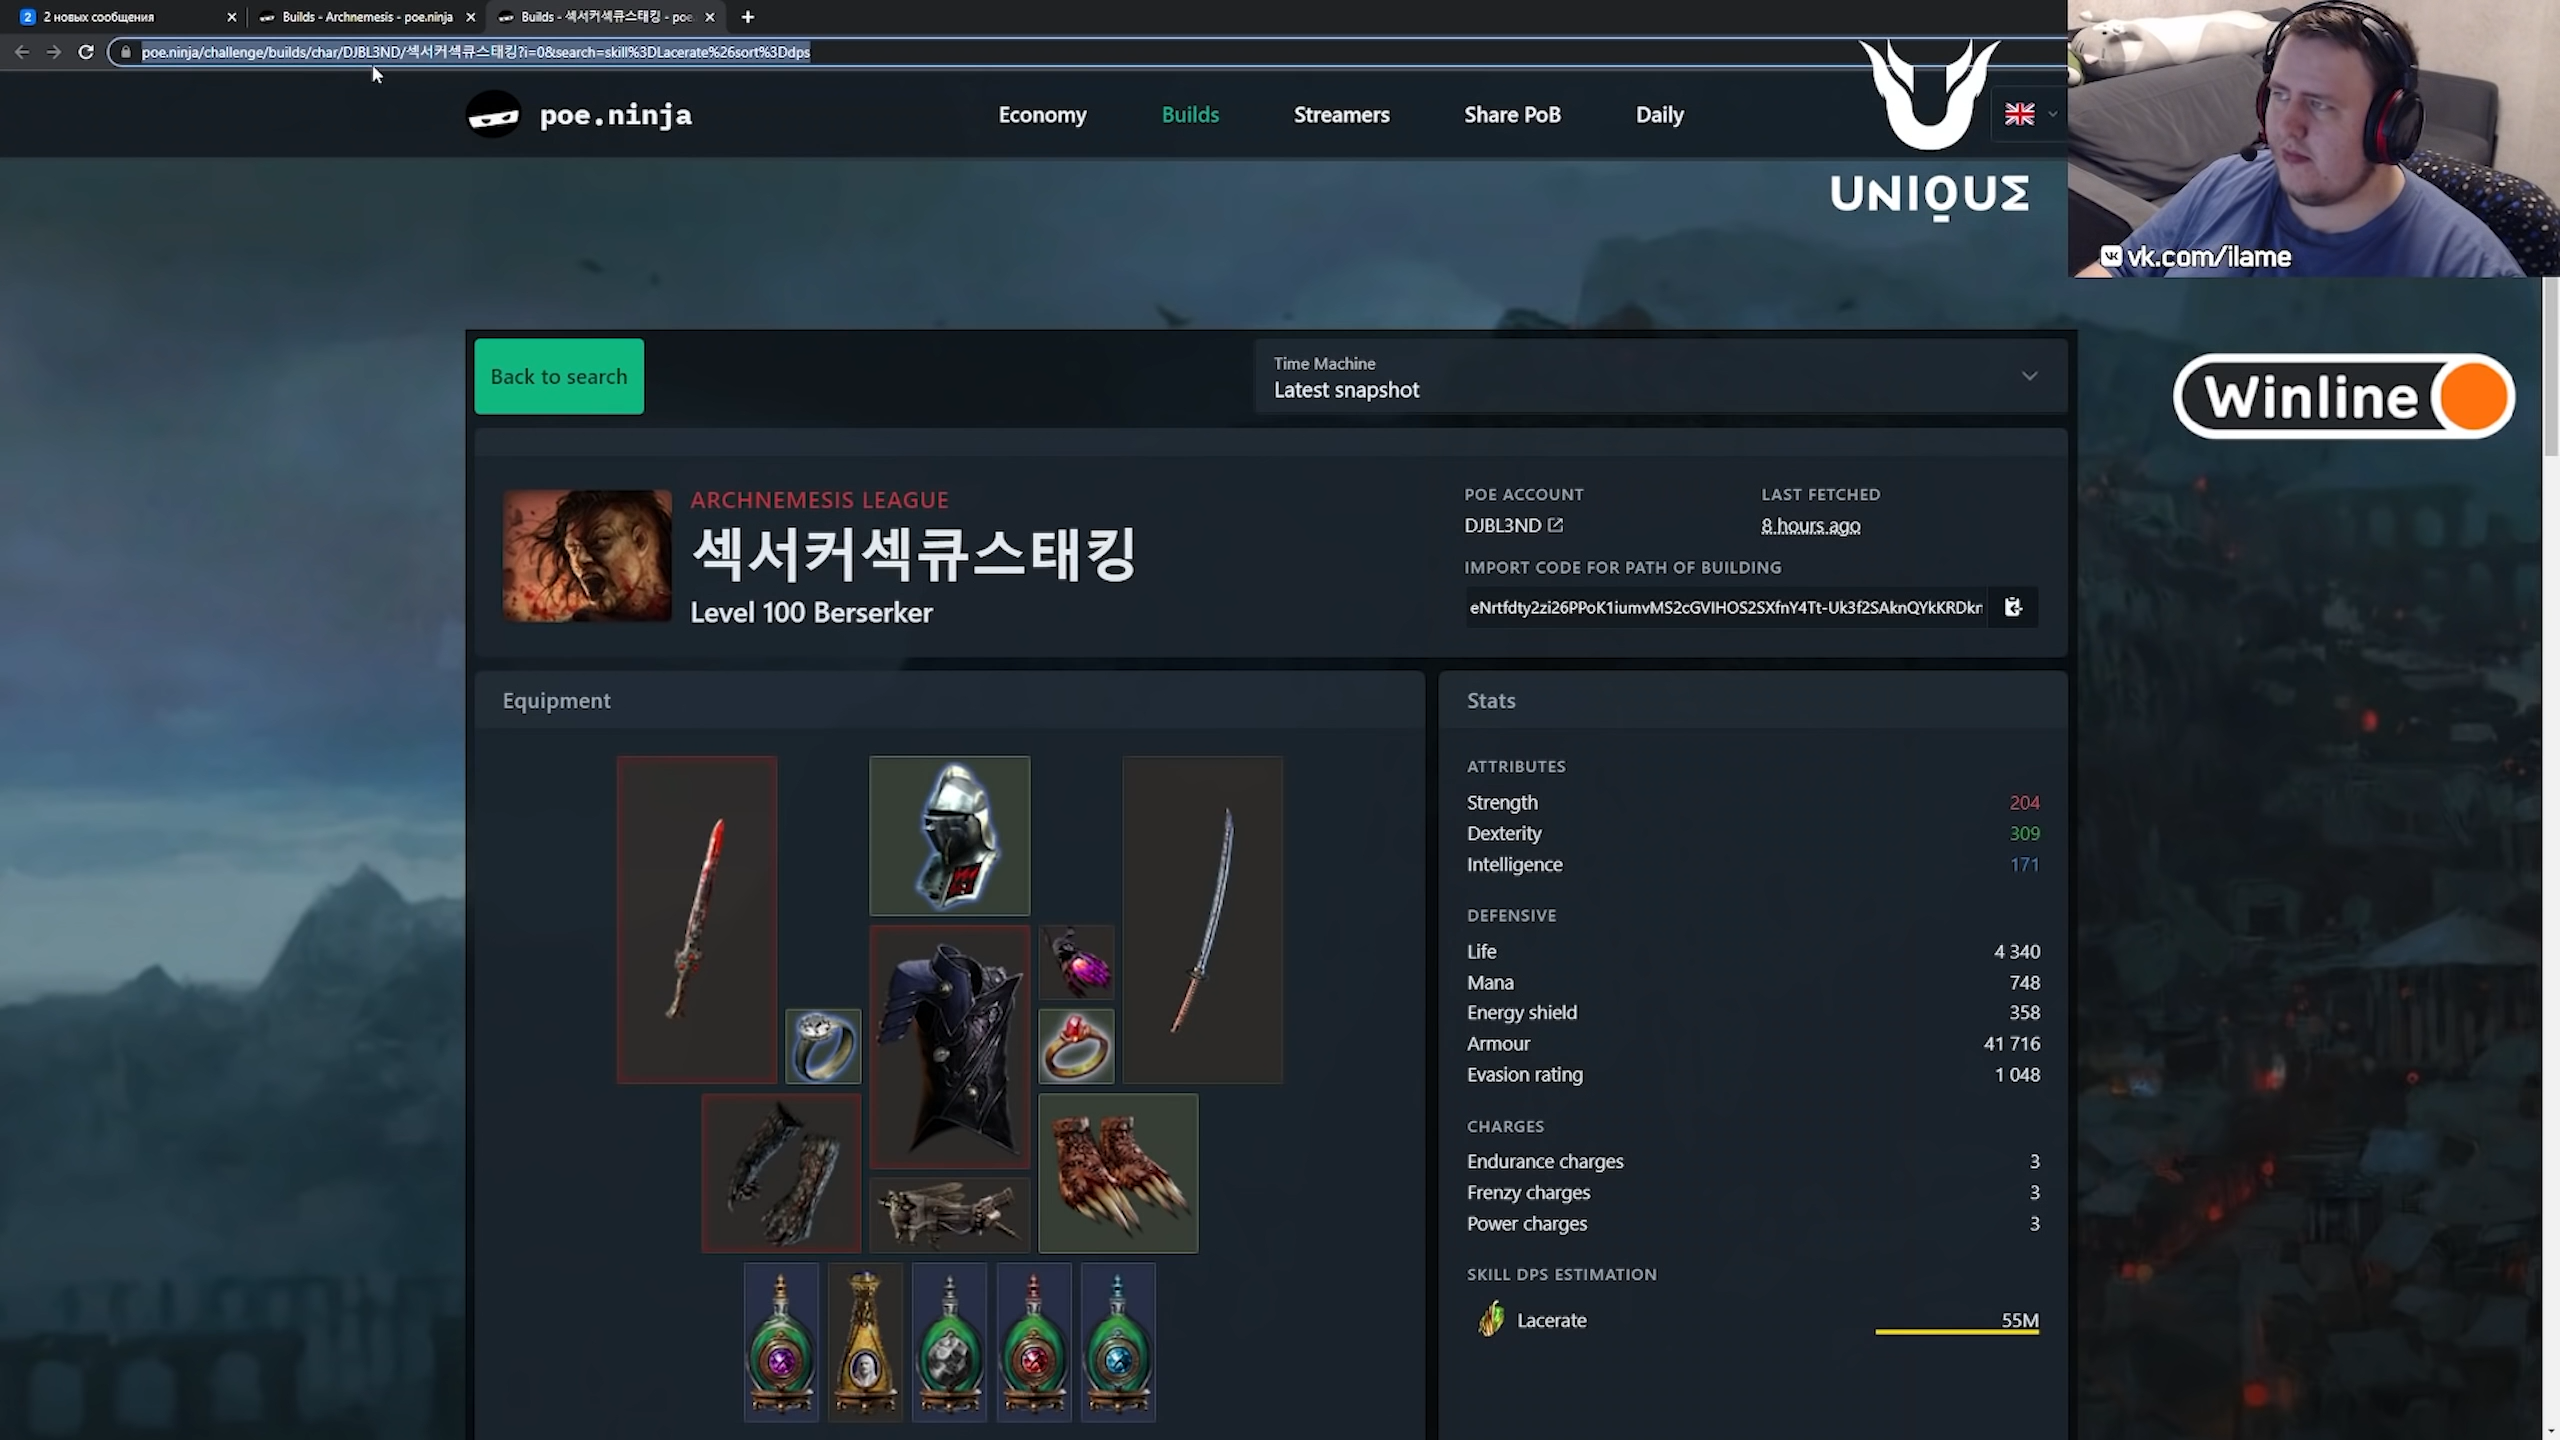 2 2 новых сообщения
Builds - Archnemesis - poe.ninja
Builds - 섹서커섹큐스태킹 - poe
poe.ninja/challenge/builds/char/DJBL3ND/섹서커섹큐스태킹?i=0&search=skill%3DLacerate%26sort%3Ddps
poe.ninja
Economy
Builds
Streamers
Share PoB
Daily
UNIQUE
vk.com/ilame
Winline
Back to search
Time Machine
Latest snapshot
ARCHNEMESIS LEAGUE
섹서커섹큐스태킹
Level 100 Berserker
POE ACCOUNT
DJBL3ND
LAST FETCHED
8 hours ago
IMPORT CODE FOR PATH OF BUILDING
eNrtfdty2zi26PPoK1iumvMS2cGVIHOS2SXfnY4Tt-Uk3f2SAknQYkKRDkr
Equipment
Stats
ATTRIBUTES
Strength 204
Dexterity 309
Intelligence 171
DEFENSIVE
Life 4 340
Mana 748
Energy shield 358
Armour 41 716
Evasion rating 1 048
CHARGES
Endurance charges 3
Frenzy charges 3
Power charges 3
SKILL DPS ESTIMATION
Lacerate 55M